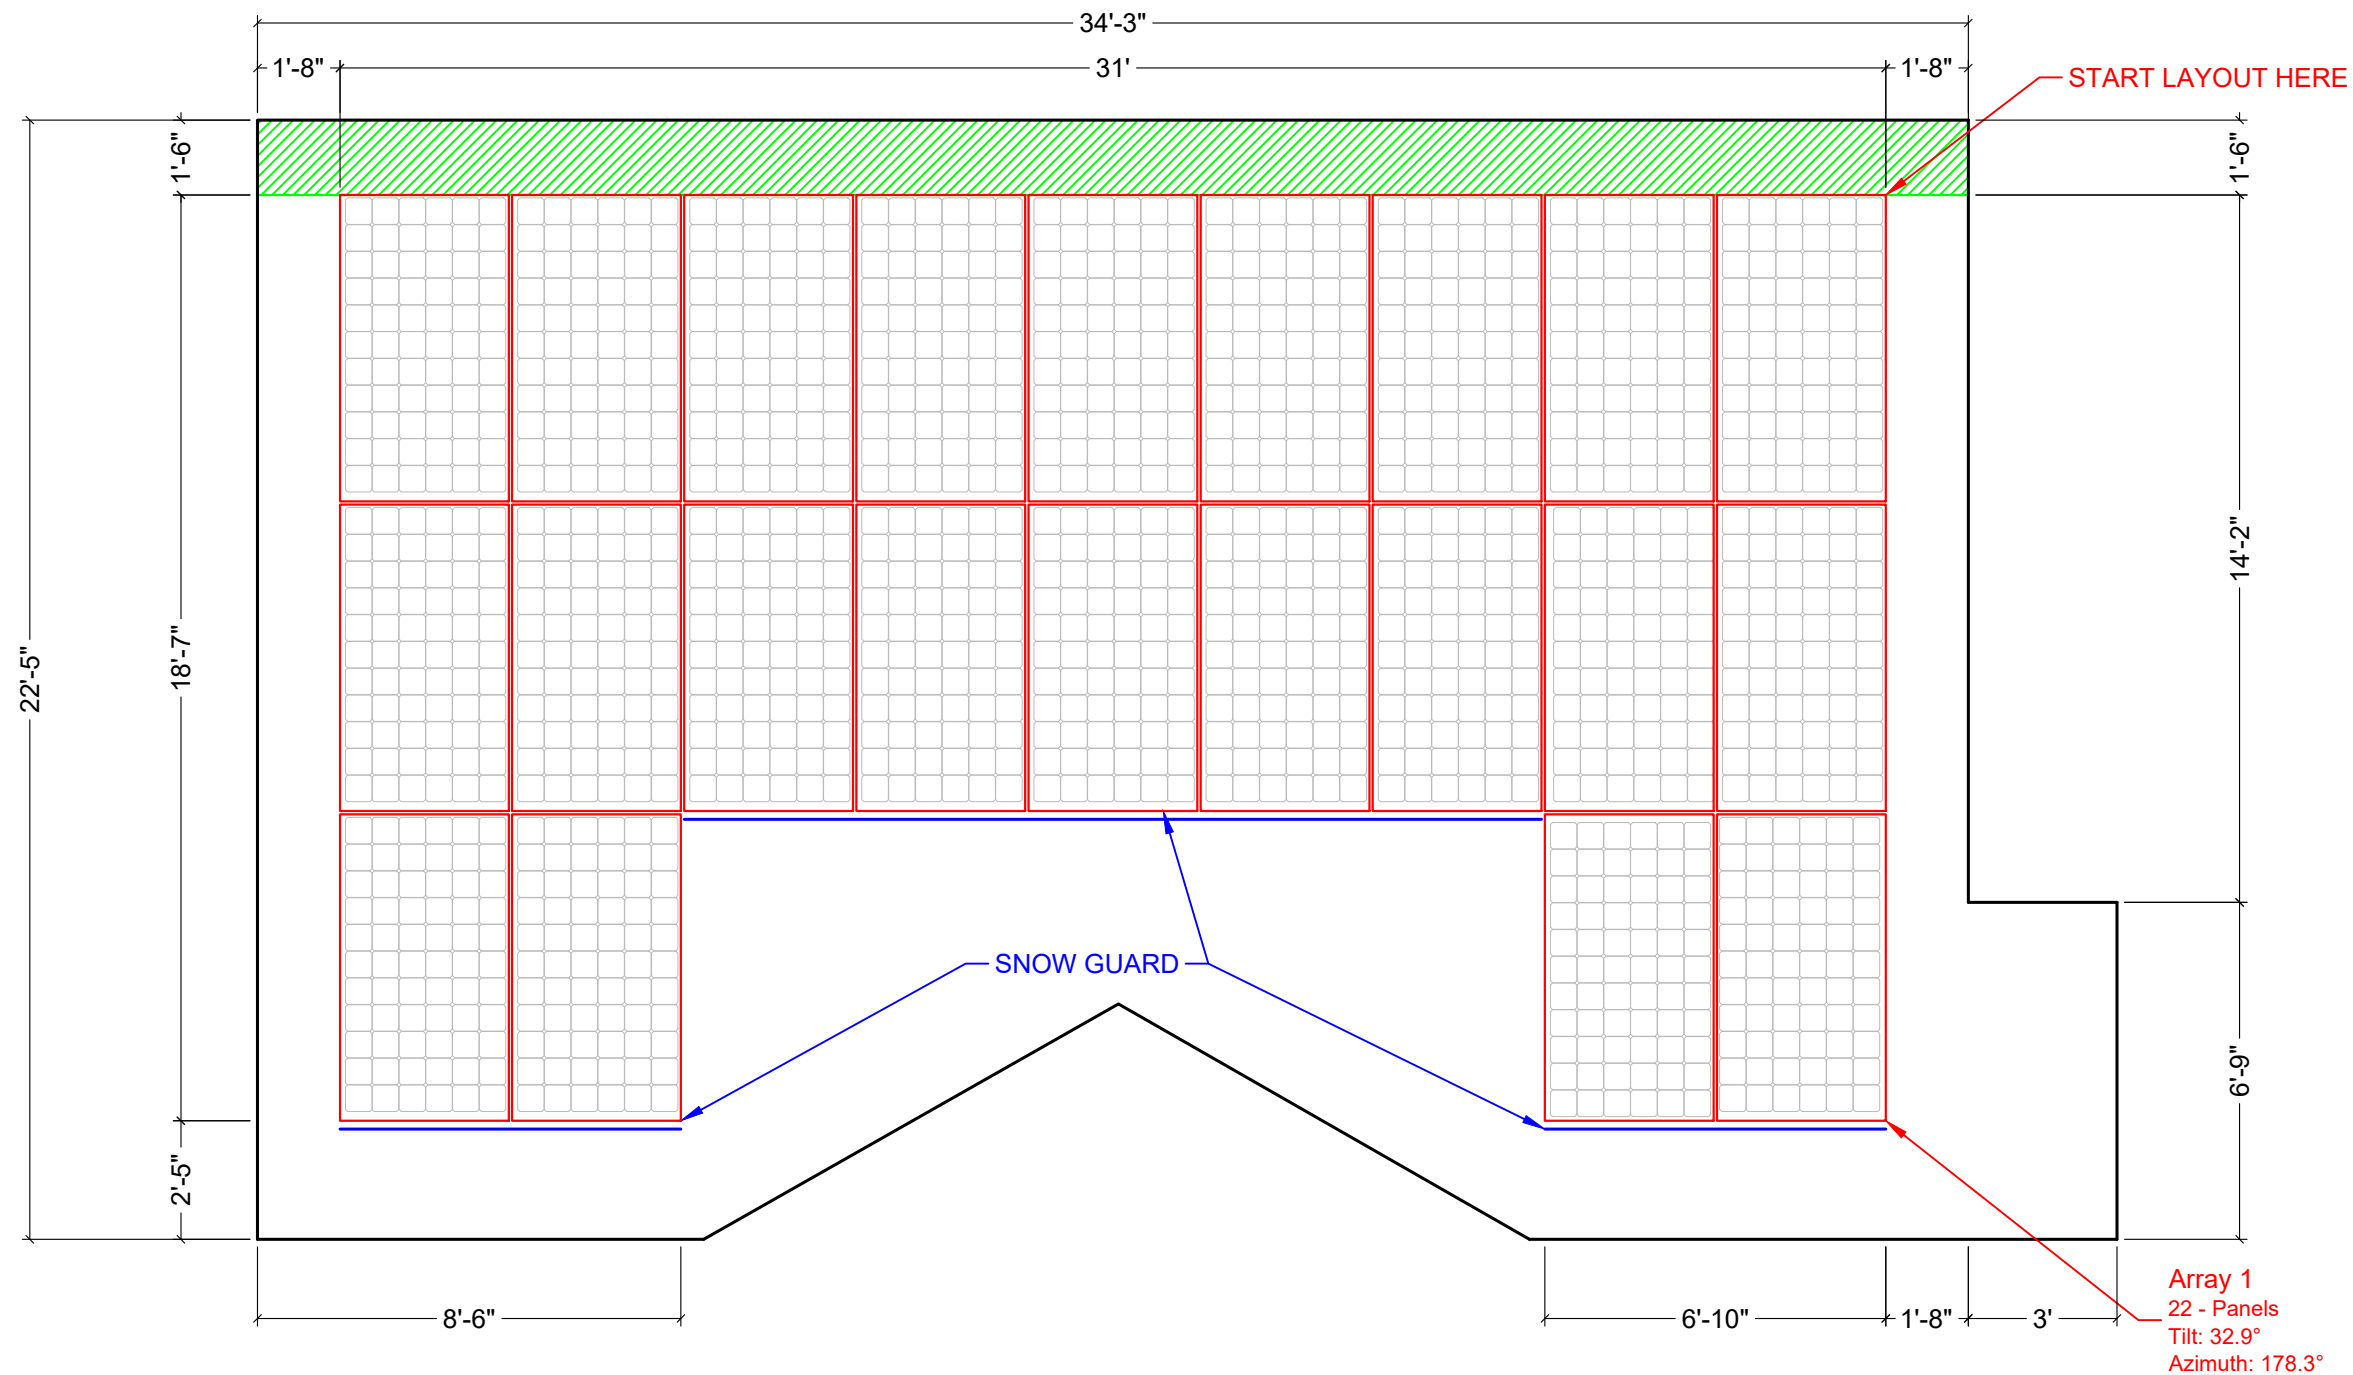 34'-3"
1'-8"
31'
1'-8"
START LAYOUT HERE
1'-6"
1'-6"
22'-5"
18'-7"
14'-2"
SNOW GUARD
2'-5"
6'-9"
8'-6"
6'-10"
1'-8"
3'
Array 1
22 - Panels
Tilt: 32.9°
Azimuth: 178.3°